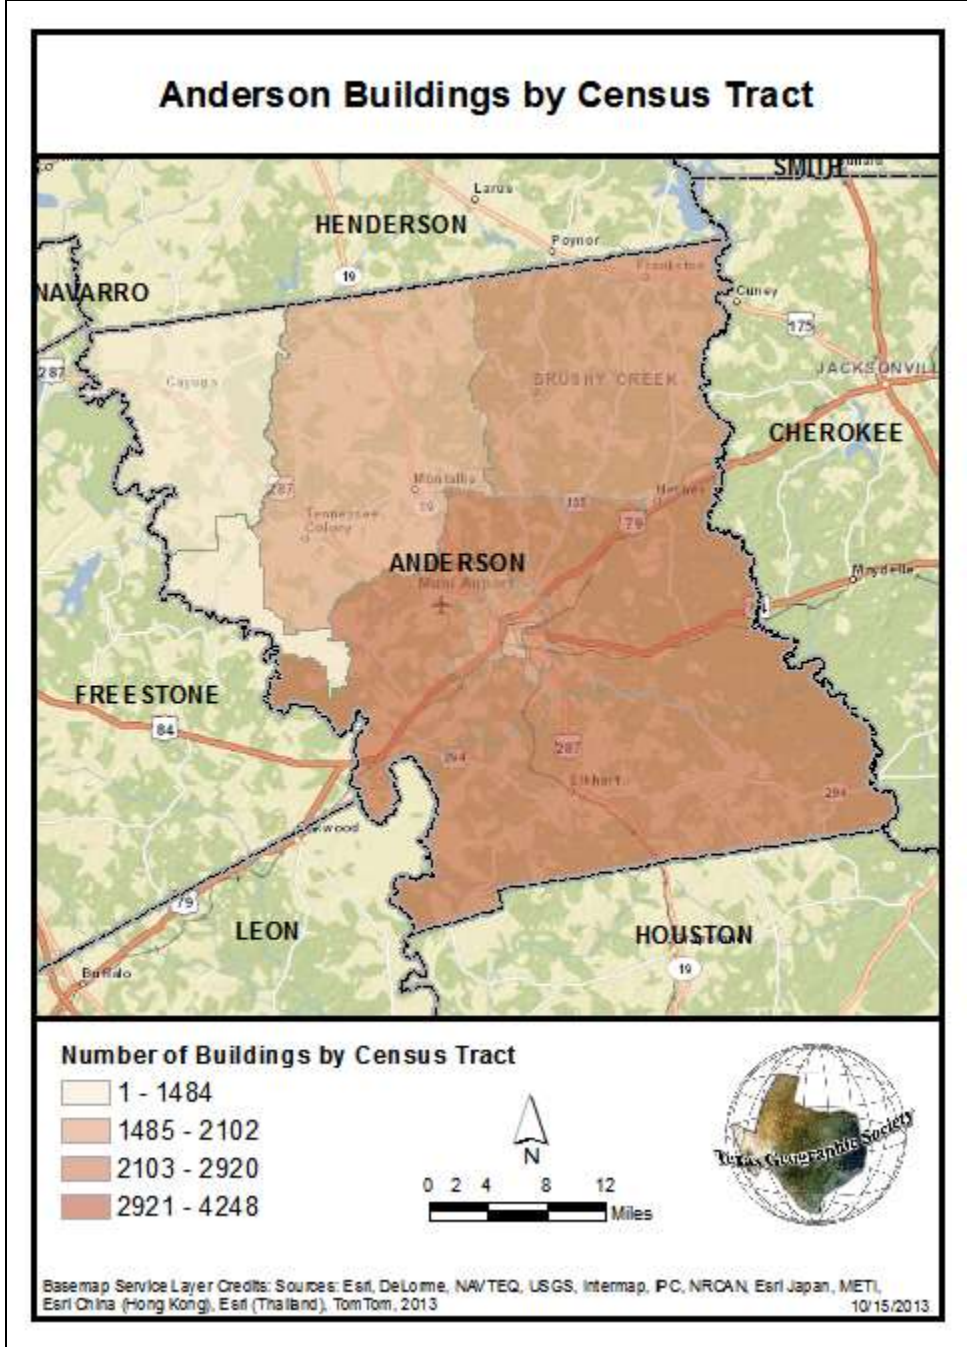 Anderson Buildings by Census Tract
SMITH
Larue
HENDERSON
Poynor
Frankston
19
NAVARRO
Cuney
175
287
Cayuga
BRUSHY CREEK
JACKSONVILL
CHEROKEE
Montalba
287
19
155
Neches
79
Tennessee
Colony
ANDERSON
Muni Airport
Maydelle
FREESTONE
84
294
287
Elkhart
294
79
LEON
HOUSTON
19
Buffalo
Number of Buildings by Census Tract
1 - 1484
1485 - 2102
2103 - 2920
2921 - 4248
N
0 2 4 8 12
Miles
Texas Geographic Society
Basemap Service Layer Credits: Sources: Esri, DeLorme, NAVTEQ, USGS, Intermap, iPC, NRCAN, Esri Japan, METI,
Esri China (Hong Kong), Esri (Thailand), TomTom, 2013
10/15/2013